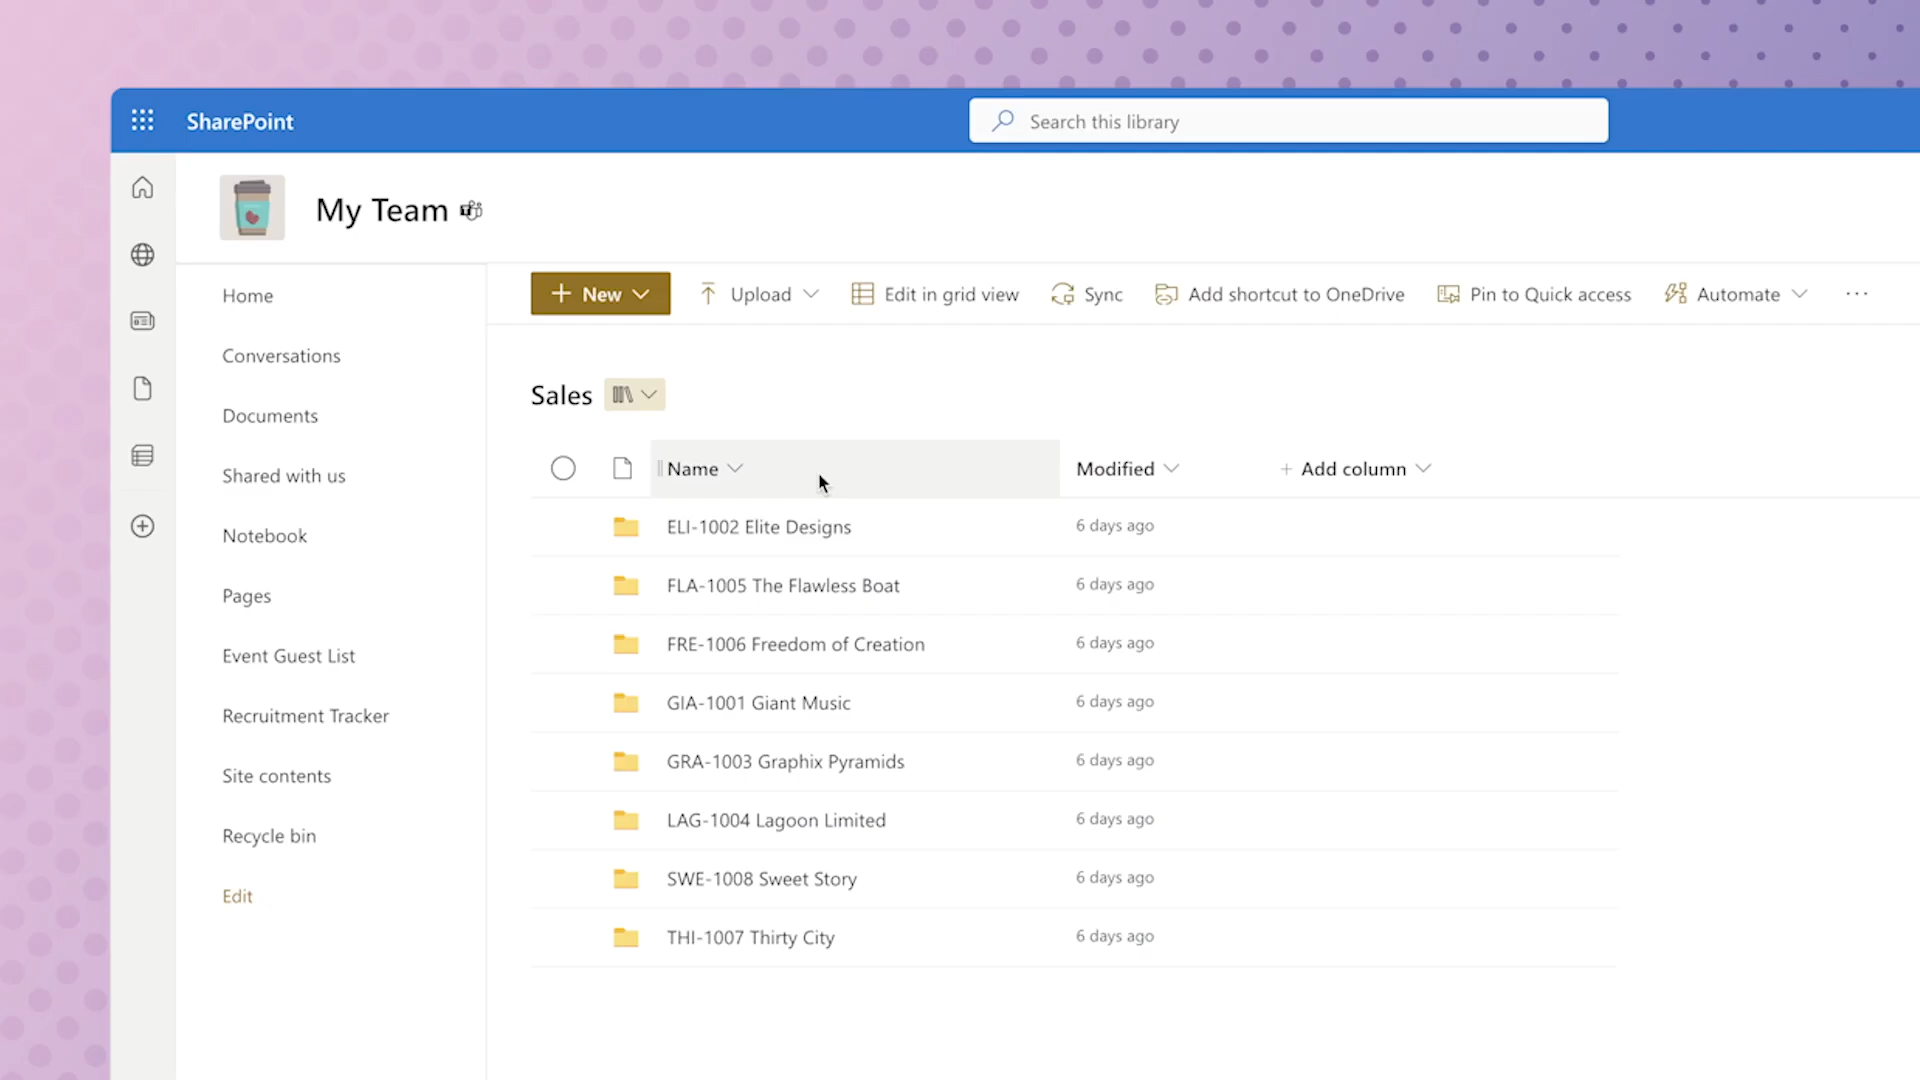 SharePoint
Search this library
My Team
Home
Conversations
Documents
Shared with us
Notebook
Pages
Event Guest List
Recruitment Tracker
Site contents
Recycle bin
Edit
+ New
Upload
Edit in grid view
Sync
Add shortcut to OneDrive
Pin to Quick access
Automate
...
Sales
Name
Modified
+ Add column
ELI-1002 Elite Designs
6 days ago
FLA-1005 The Flawless Boat
6 days ago
FRE-1006 Freedom of Creation
6 days ago
GIA-1001 Giant Music
6 days ago
GRA-1003 Graphix Pyramids
6 days ago
LAG-1004 Lagoon Limited
6 days ago
SWE-1008 Sweet Story
6 days ago
THI-1007 Thirty City
6 days ago